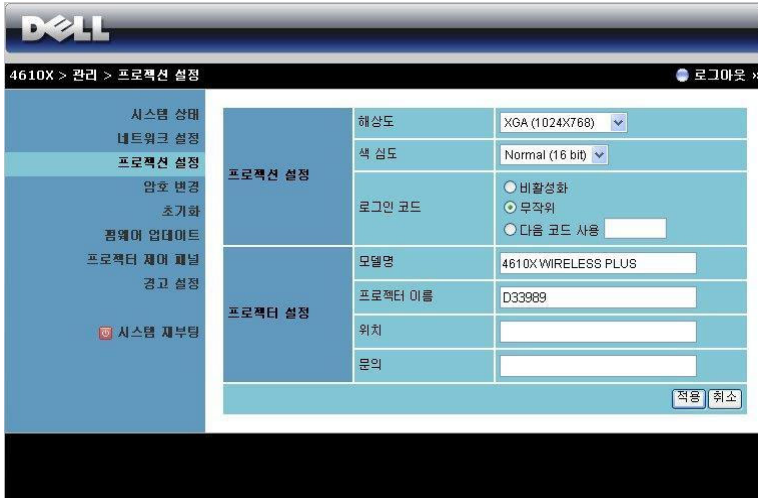 DELL
4610X > 관리 > 프로젝션 설정
로그아웃 »
시스템 상태
네트워크 설정
프로젝션 설정
암호 변경
초기화
펌웨어 업데이트
프로젝터 제어 패널
경고 설정
시스템 재부팅
프로젝션 설정
해상도
XGA (1024X768)
색 심도
Normal (16 bit)
로그인 코드
비활성화
무작위
다음 코드 사용
프로젝터 설정
모델명
4610X WIRELESS PLUS
프로젝터 이름
D33989
위치
문의
적용
취소